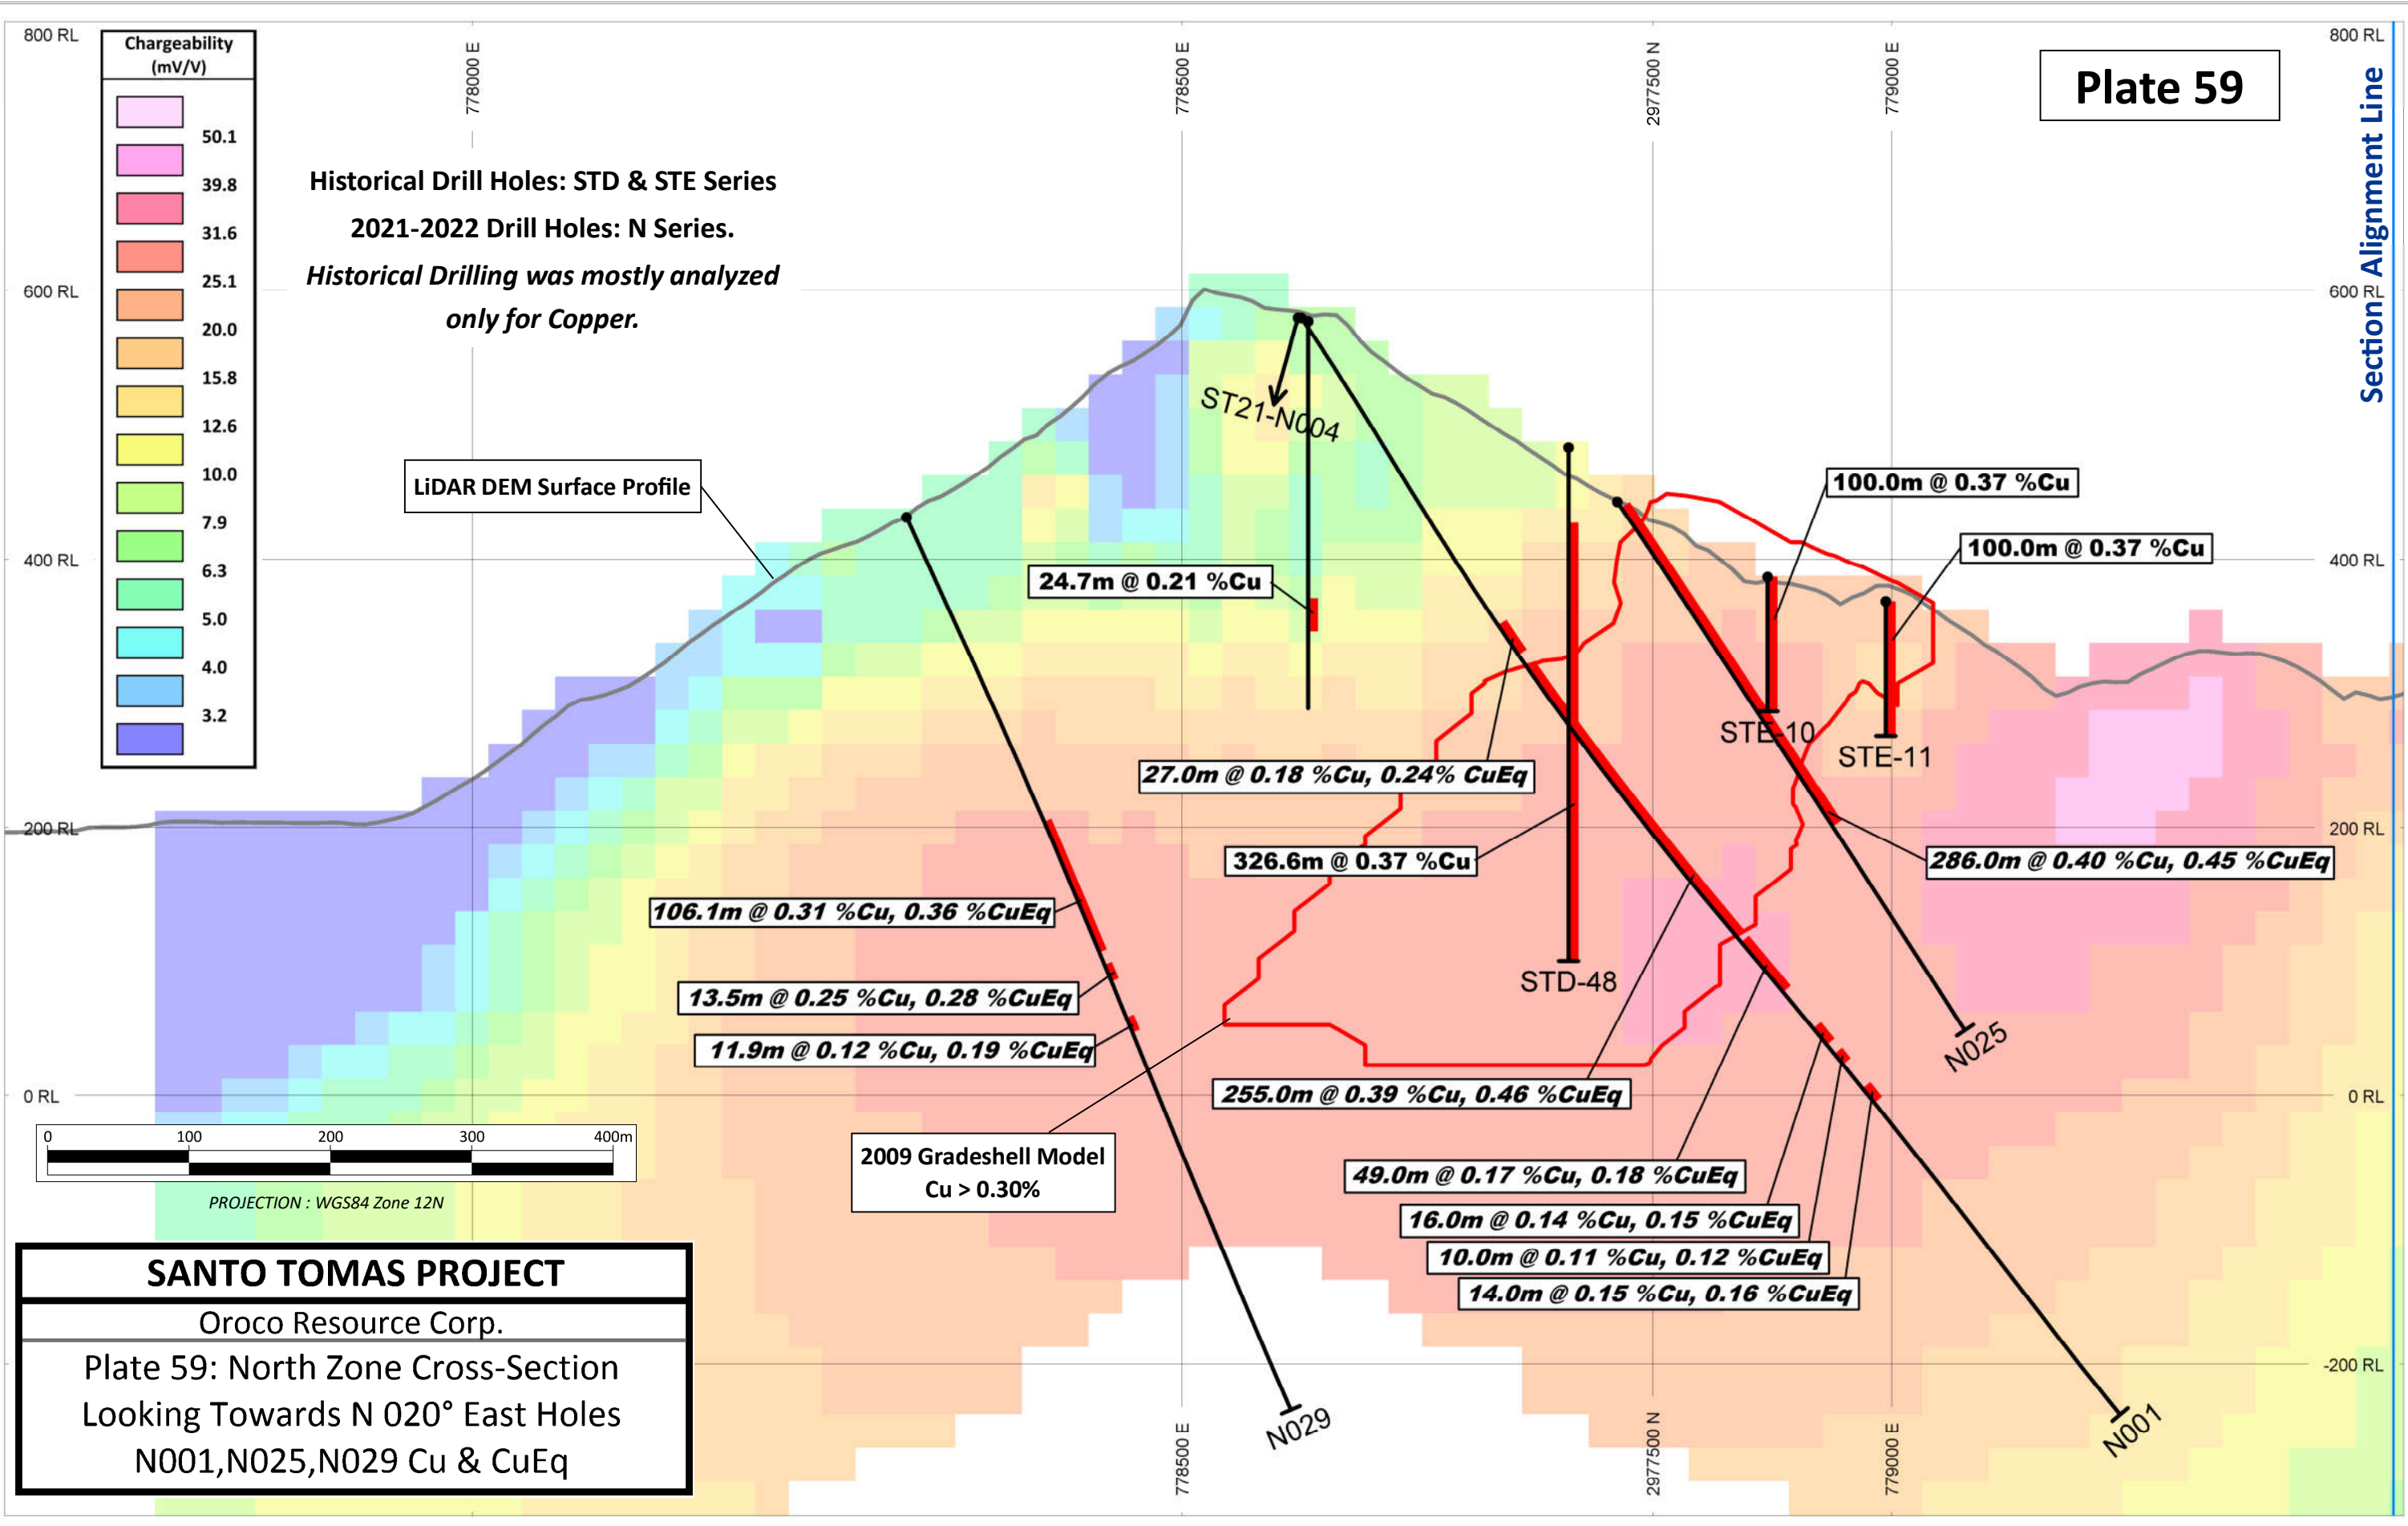 800 RL
Chargeability
(mV/V)
50.1
39.8
31.6
25.1
20.0
15.8
12.6
10.0
7.9
6.3
5.0
4.0
3.2
778000 E
778500 E
2977500 N
779000 E
800 RL
Plate 59
Section Alignment Line
Historical Drill Holes: STD & STE Series
2021-2022 Drill Holes: N Series.
Historical Drilling was mostly analyzed
only for Copper.
600 RL
600 RL
ST21-N004
LiDAR DEM Surface Profile
100.0m @ 0.37 %Cu
100.0m @ 0.37 %Cu
400 RL
400 RL
24.7m @ 0.21 %Cu
STE-10
STE-11
27.0m @ 0.18 %Cu, 0.24% CuEq
200 RL
200 RL
326.6m @ 0.37 %Cu
286.0m @ 0.40 %Cu, 0.45 %CuEq
106.1m @ 0.31 %Cu, 0.36 %CuEq
STD-48
13.5m @ 0.25 %Cu, 0.28 %CuEq
11.9m @ 0.12 %Cu, 0.19 %CuEq
N025
0 RL
0 RL
255.0m @ 0.39 %Cu, 0.46 %CuEq
2009 Gradeshell Model
Cu > 0.30%
49.0m @ 0.17 %Cu, 0.18 %CuEq
16.0m @ 0.14 %Cu, 0.15 %CuEq
10.0m @ 0.11 %Cu, 0.12 %CuEq
14.0m @ 0.15 %Cu, 0.16 %CuEq
0 100 200 300 400m
PROJECTION : WGS84 Zone 12N
-200 RL
N029
N001
778500 E
2977500 N
779000 E
SANTO TOMAS PROJECT
Oroco Resource Corp.
Plate 59: North Zone Cross-Section
Looking Towards N 020° East Holes
N001,N025,N029 Cu & CuEq